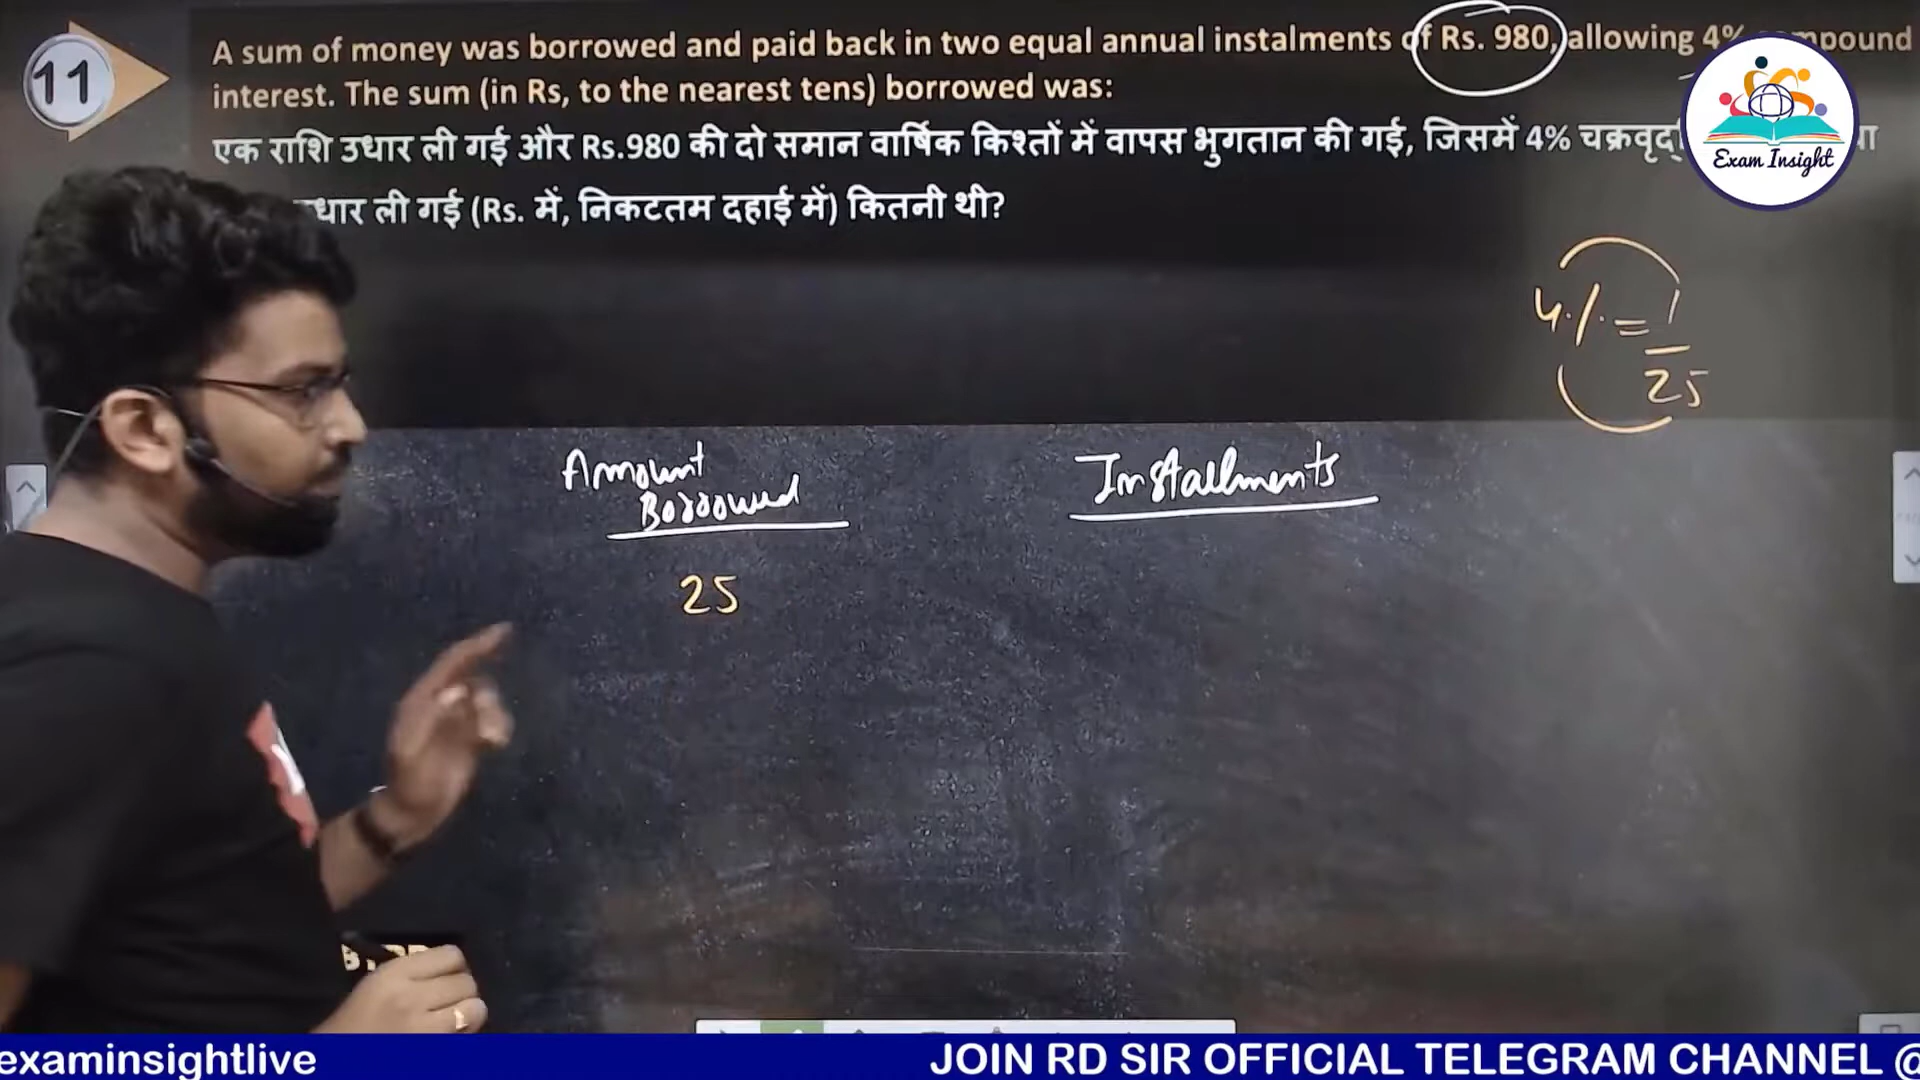 11
A sum of money was borrowed and paid back in two equal annual instalments of Rs. 980, allowing 4% compound
interest. The sum (in Rs, to the nearest tens) borrowed was:
एक राशि उधार ली गई और Rs.980 की दो समान वार्षिक किश्तों में वापस भुगतान की गई, जिसमें 4%
ली गई (Rs. में, निकटतम दहाई में) कितनी थी?
Exam Insight
4% = 1/25
Amount
Borrowed
Installments
25
examinsightlive
JOIN RD SIR OFFICIAL TELEGRAM CHANNEL @